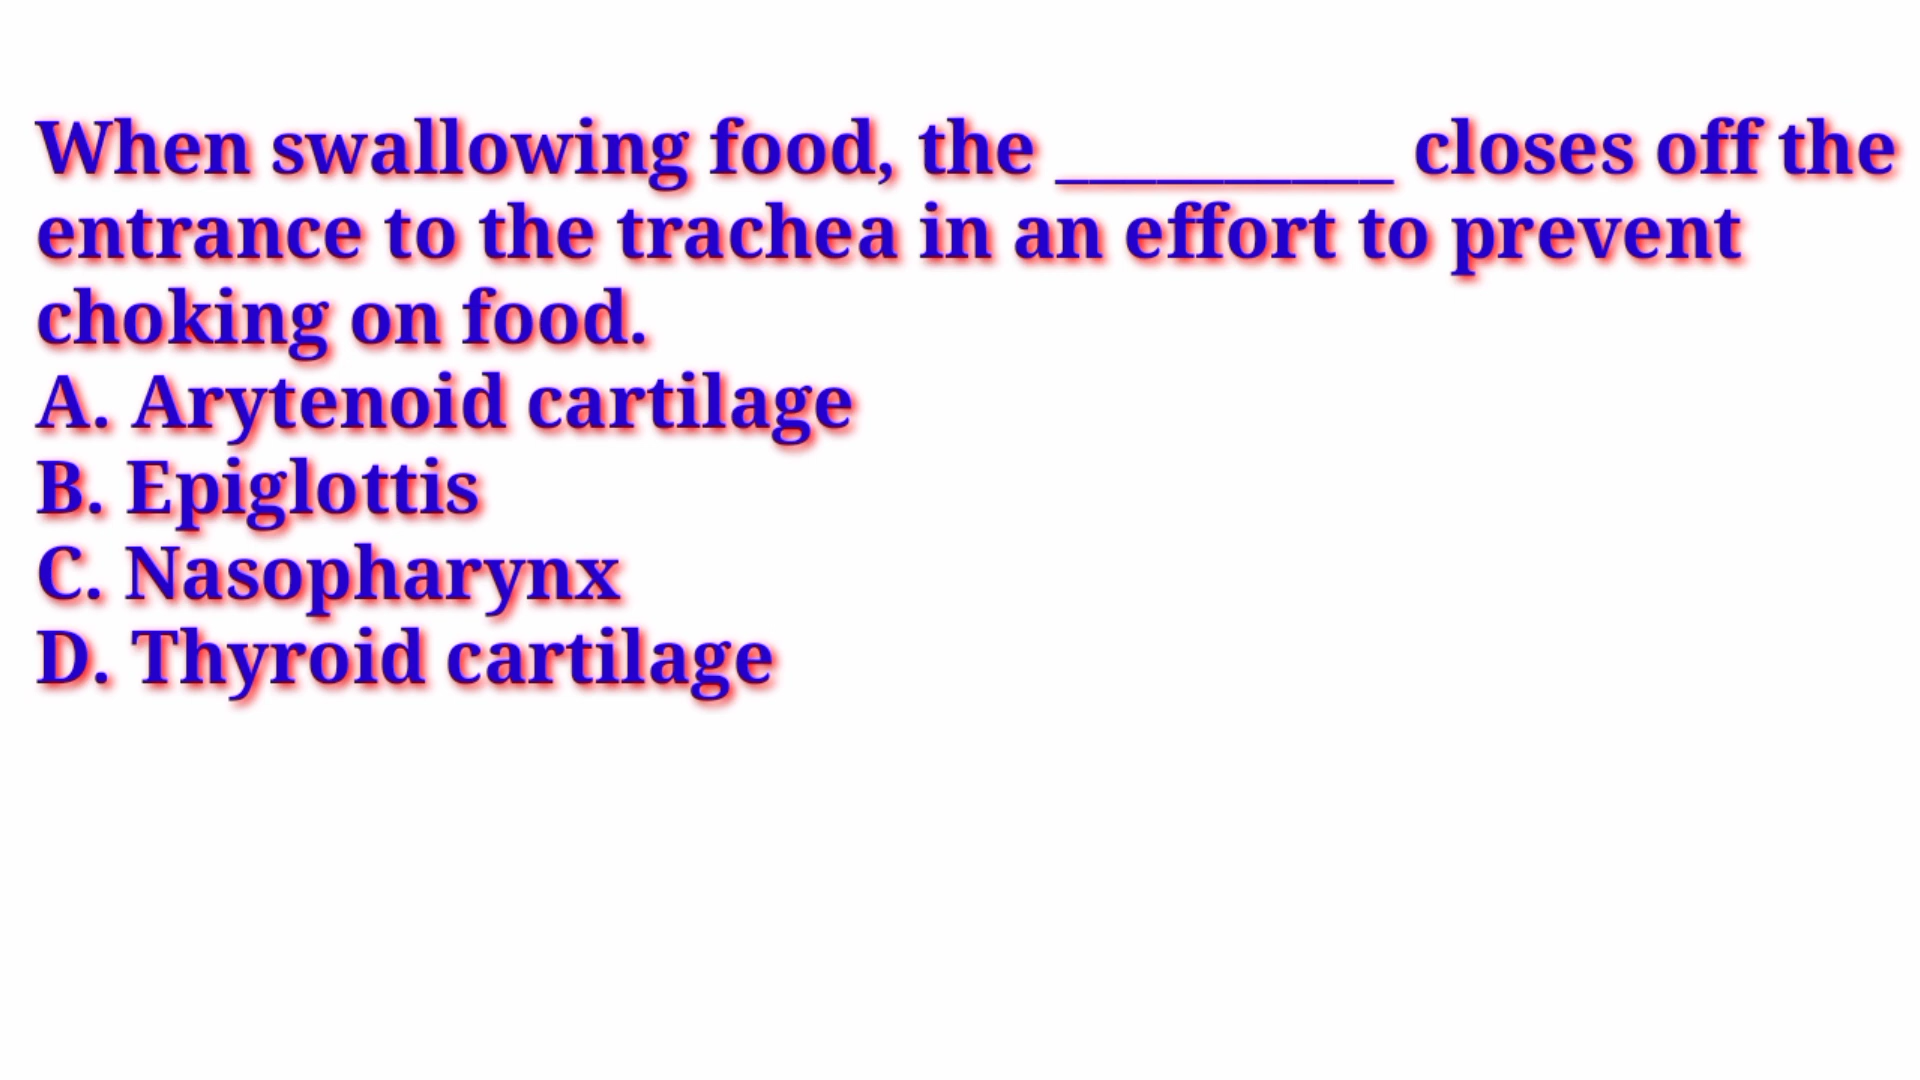 When swallowing food, the __________ closes off the
entrance to the trachea in an effort to prevent
choking on food.
A. Arytenoid cartilage
B. Epiglottis
C. Nasopharynx
D. Thyroid cartilage